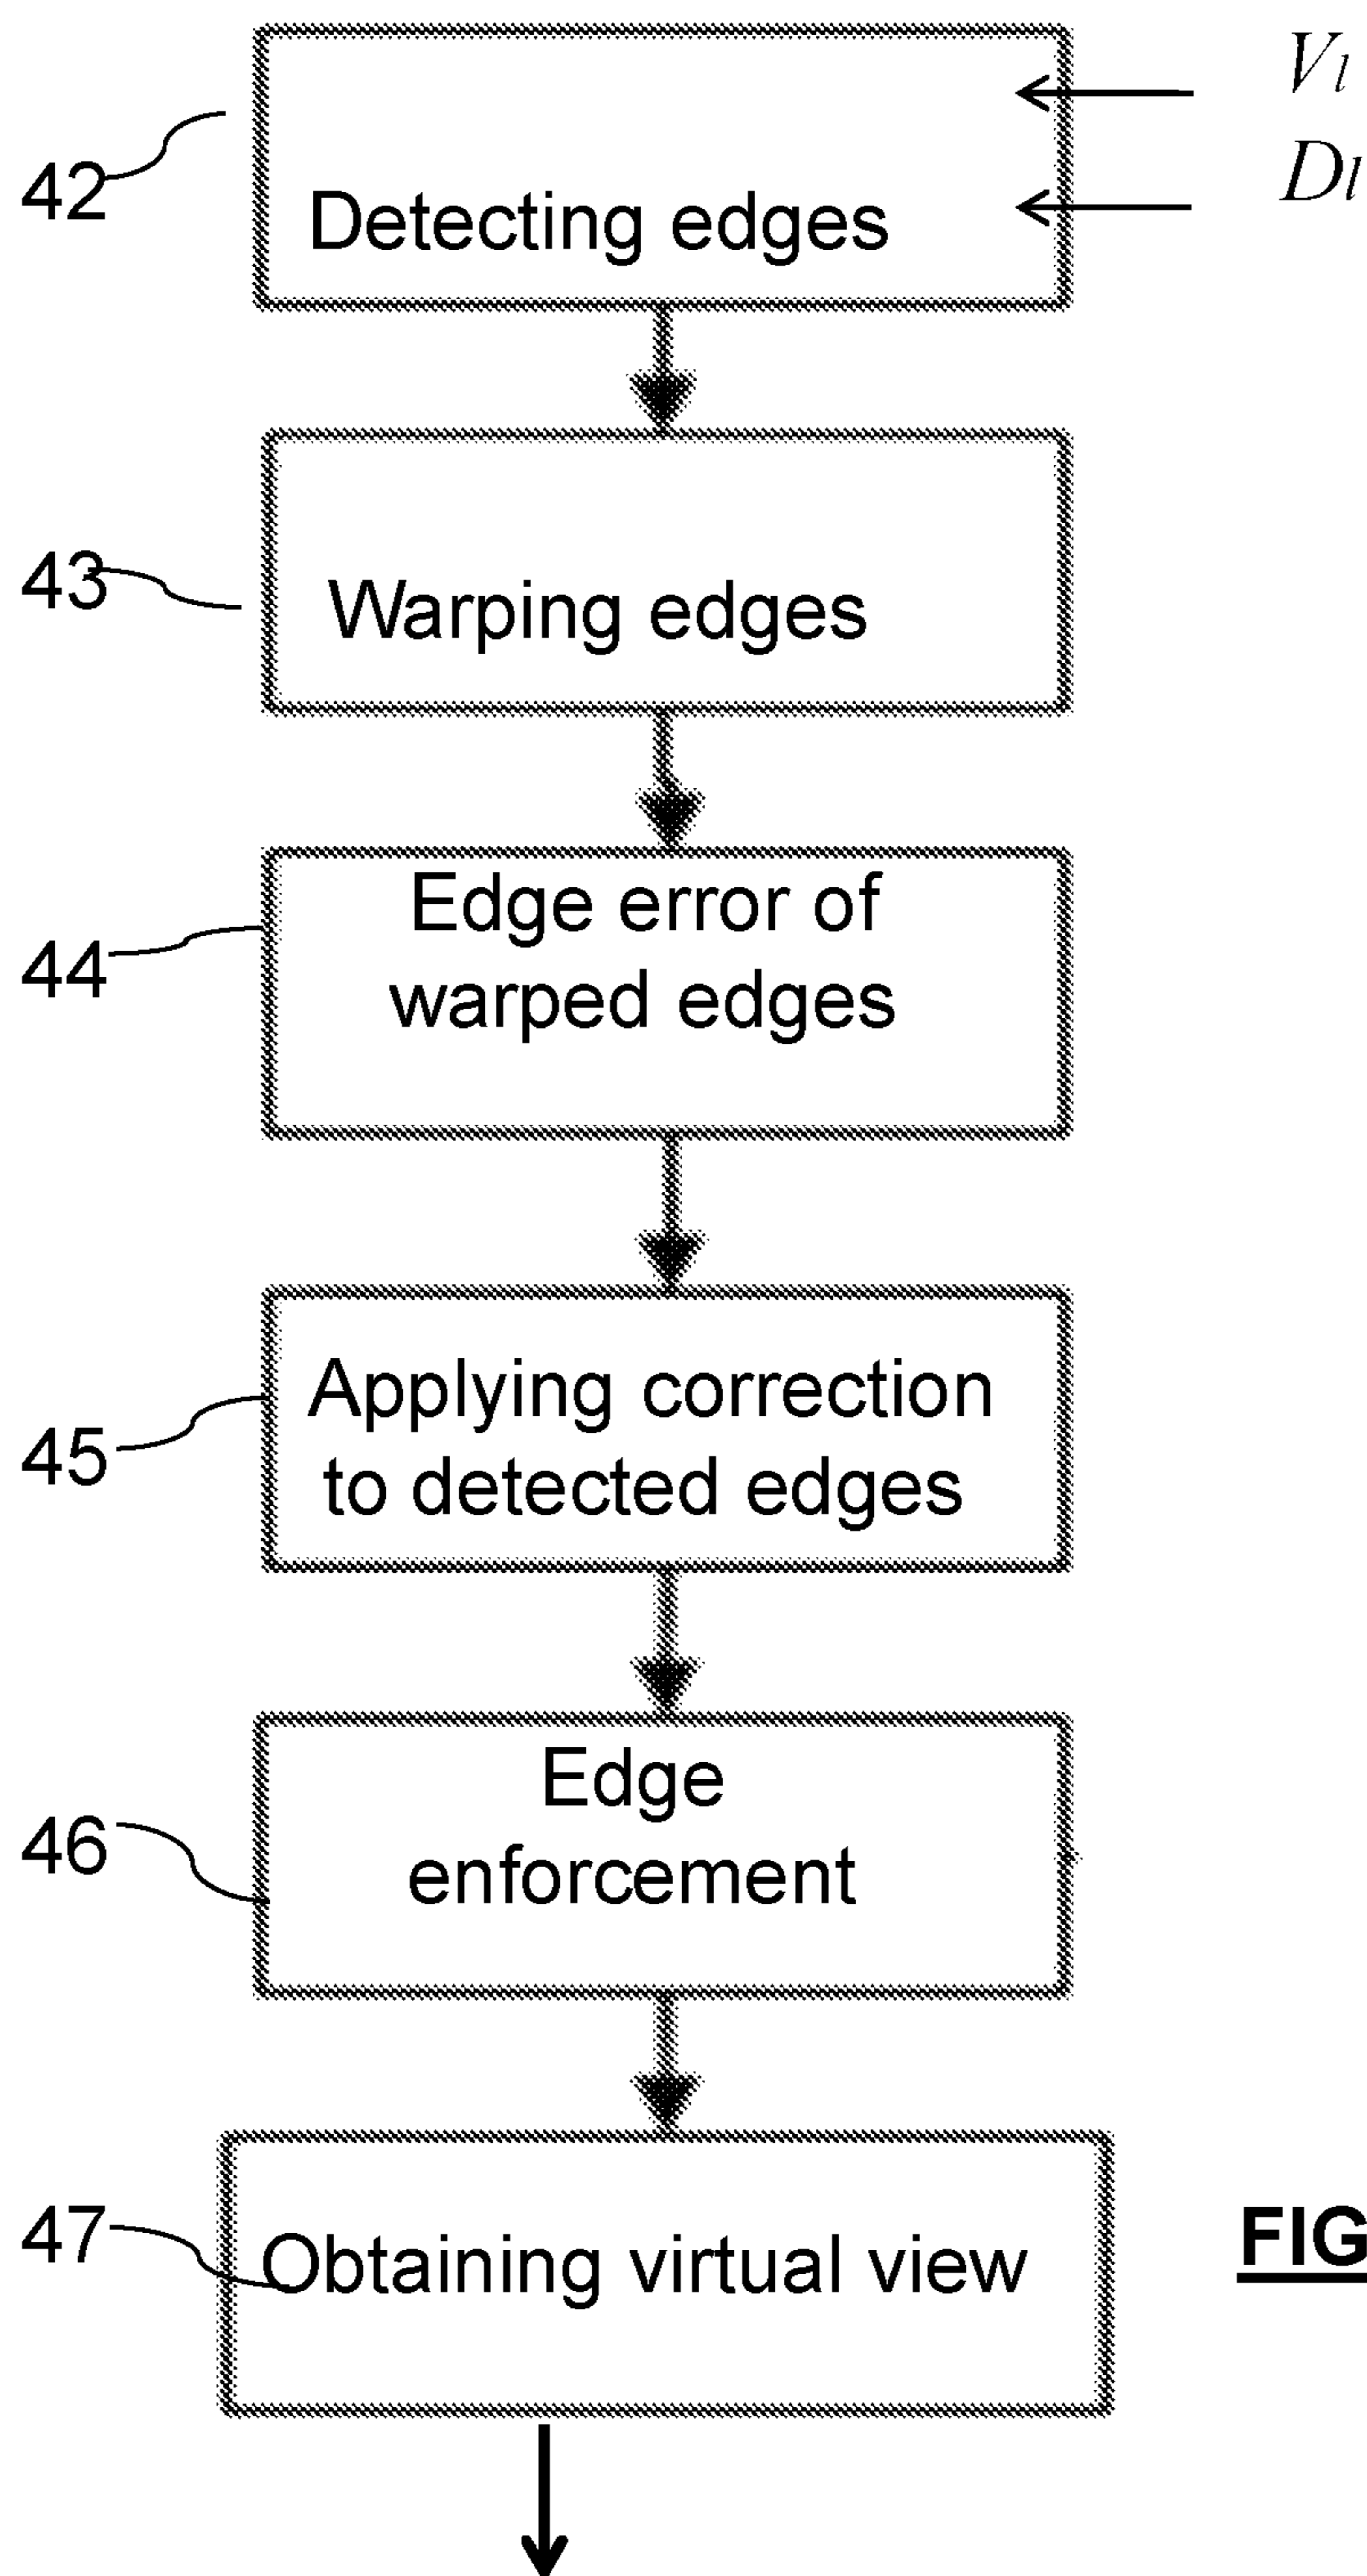 Vl
42
Dl
Detecting edges
43
Warping edges
44
Edge error of
warped edges
45
Applying correction
to detected edges
46
Edge
enforcement
47
Obtaining virtual view
FIG